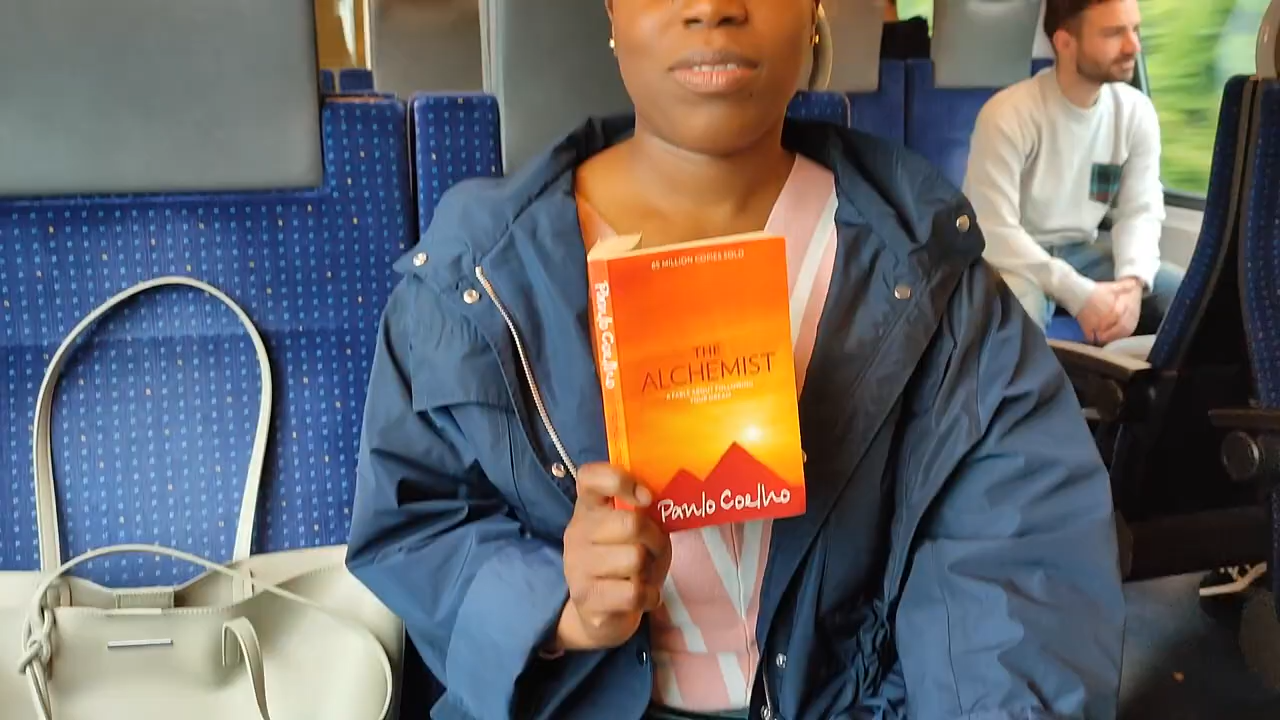 65 MILLION COPIES SOLD
THE
ALCHEMIST
A FABLE ABOUT FOLLOWING
YOUR DREAM
Paulo Coelho
Paulo Coelho